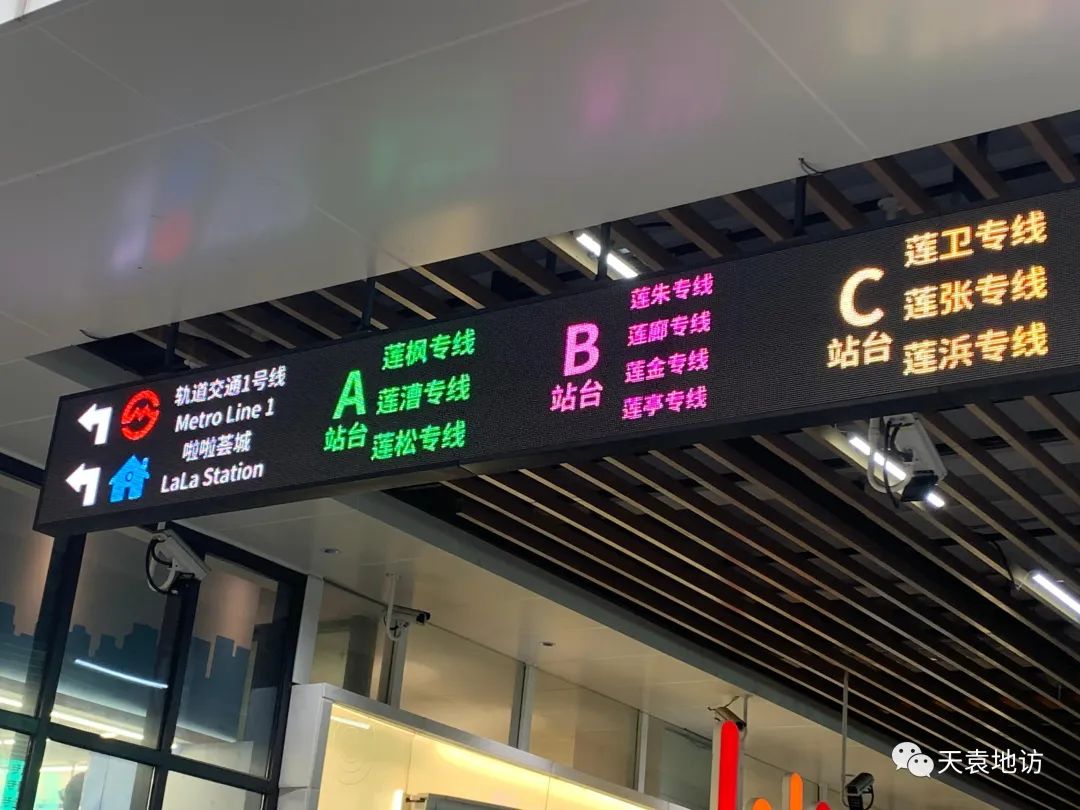 轨道交通1号线
Metro Line 1
啦啦荟城
LaLa Station
A
站台
莲枫专线
莲漕专线
莲松专线
B
站台
莲朱专线
莲廊专线
莲金专线
莲亭专线
C
站台
莲卫专线
莲张专线
莲浜专线
天袁地访